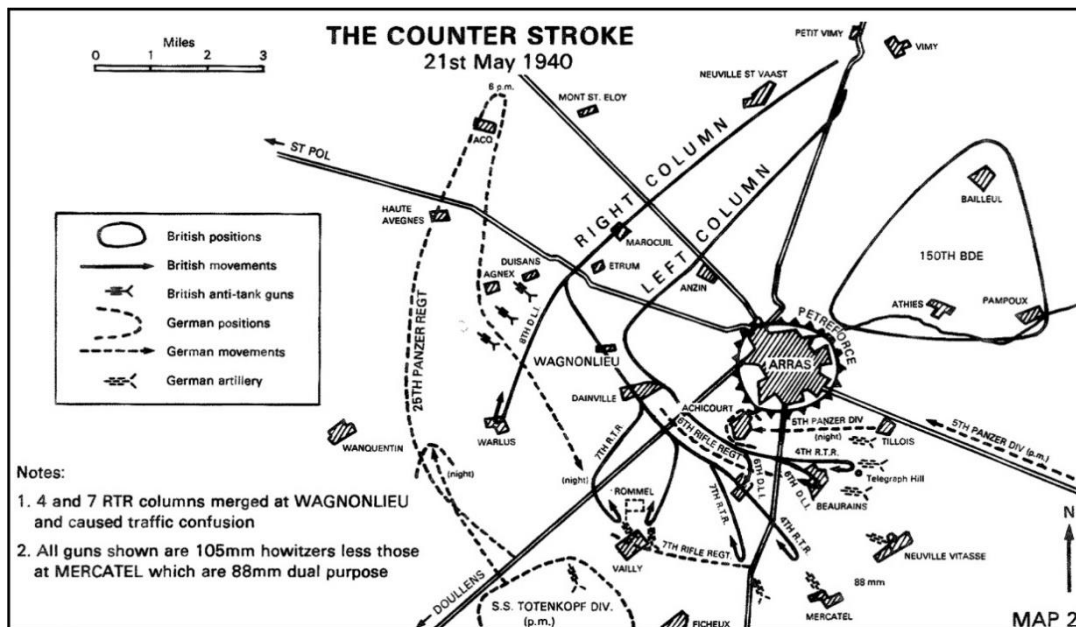 THE COUNTER STROKE
21st May 1940
Miles
0 1 2 3
PETIT VIMY
VIMY
NEUVILLE ST VAAST
6 p.m.
MONT ST. ELOY
ACQ
ST POL
RIGHT COLUMN
LEFT COLUMN
BAILLEUL
HAUTE AVEGNES
MAROCUIL
150TH BDE
British positions
British movements
British anti-tank guns
German positions
German movements
German artillery
DUISANS
AGNEX
ETRUM
ANZIN
ATHIES
PAMPOUX
PETREFORCE
ARRAS
25TH PANZER REGT
8TH D.L.I.
WAGNONLIEU
DAINVILLE
ACHICOURT
5TH PANZER DIV
(night)
TILLOIS
5TH PANZER DIV (p.m.)
WANQUENTIN
WARLUS
7TH R.T.R.
6TH RIFLE REGT
4TH R.T.R.
6TH D.L.I.
6TH D.L.I.
Telegraph Hill
BEAURAINS
(night)
(night)
ROMMEL
7TH R.T.R.
4TH R.T.R.
NEUVILLE VITASSE
VAILLY
7TH RIFLE REGT.
88 mm
MERCATEL
DOULLENS
S.S. TOTENKOPF DIV.
(p.m.)
FICHEUX
N
MAP 2
Notes:
1. 4 and 7 RTR columns merged at WAGNONLIEU
and caused traffic confusion
2. All guns shown are 105mm howitzers less those
at MERCATEL which are 88mm dual purpose